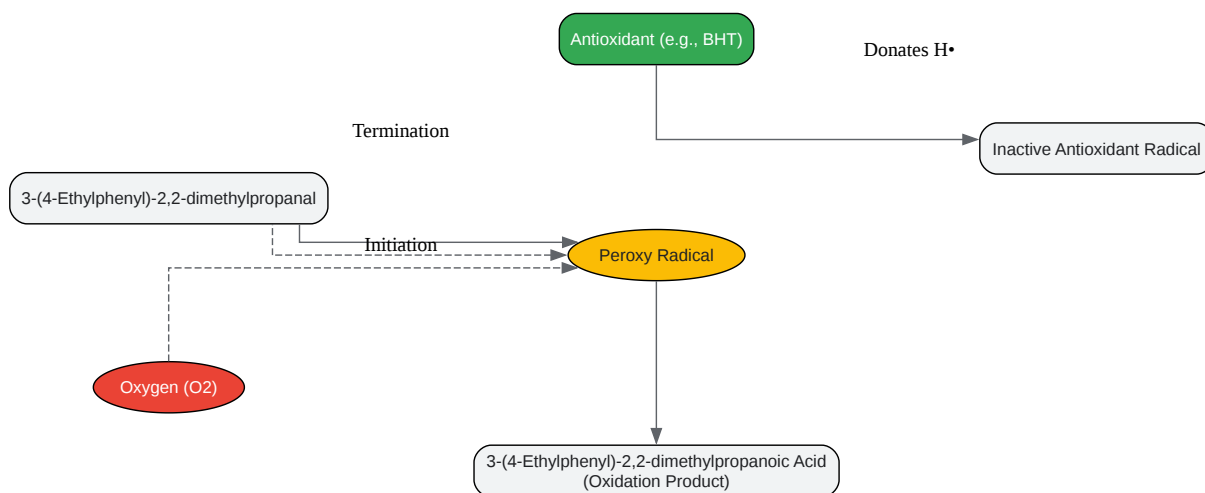 Antioxidant (e.g., BHT)
Donates H•
Termination
Inactive Antioxidant Radical
3-(4-Ethylphenyl)-2,2-dimethylpropanal
Initiation
Peroxy Radical
Oxygen (O2)
3-(4-Ethylphenyl)-2,2-dimethylpropanoic Acid
(Oxidation Product)